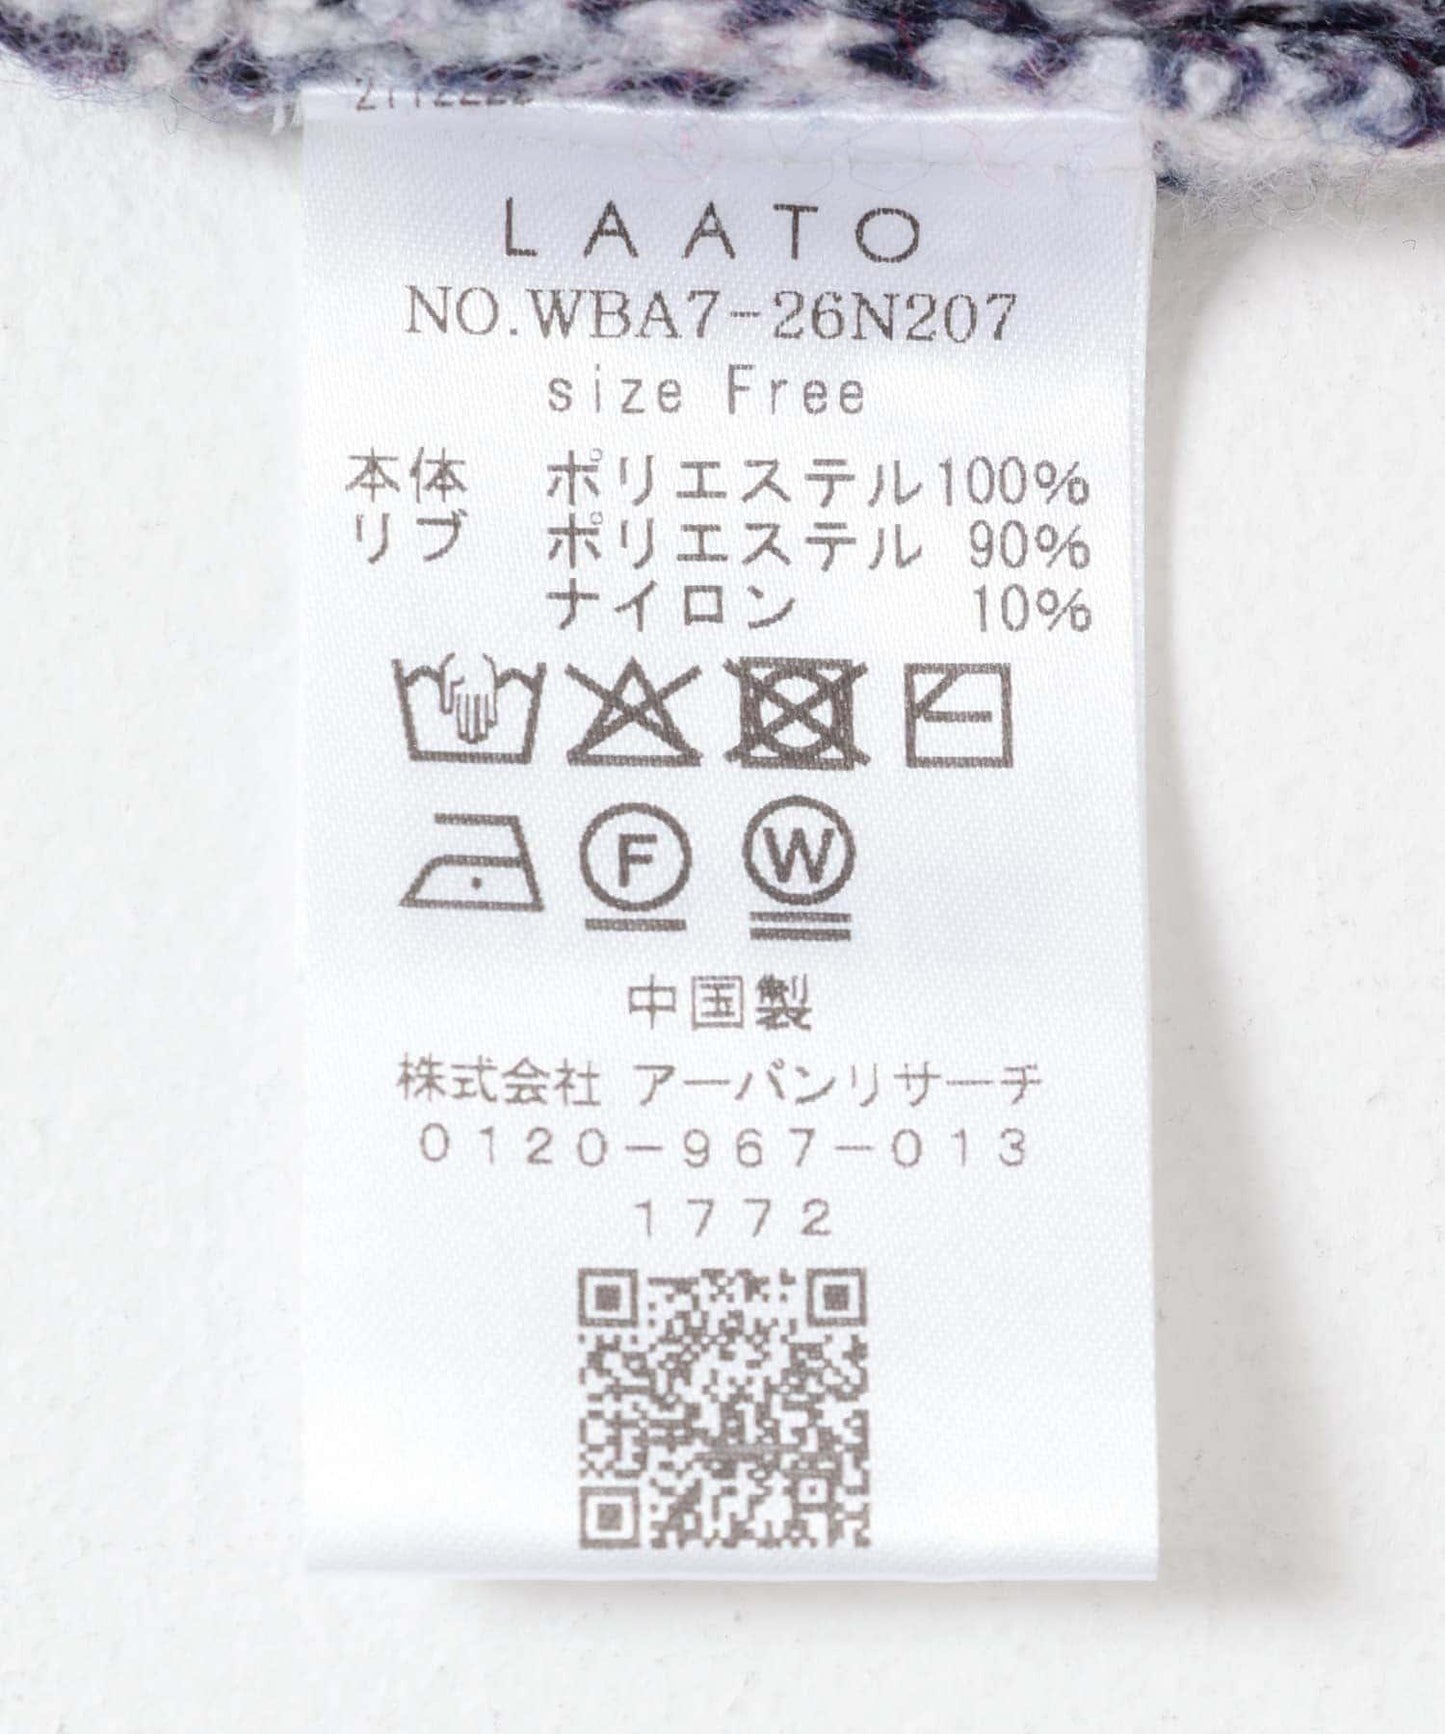 LAATO
NO.WBA7-26N207
size Free
本体 ポリエステル100%
リブ ポリエステル 90%
ナイロン 10%
F W
中国製
株式会社 アーバンリサーチ
0120-967-013
1772